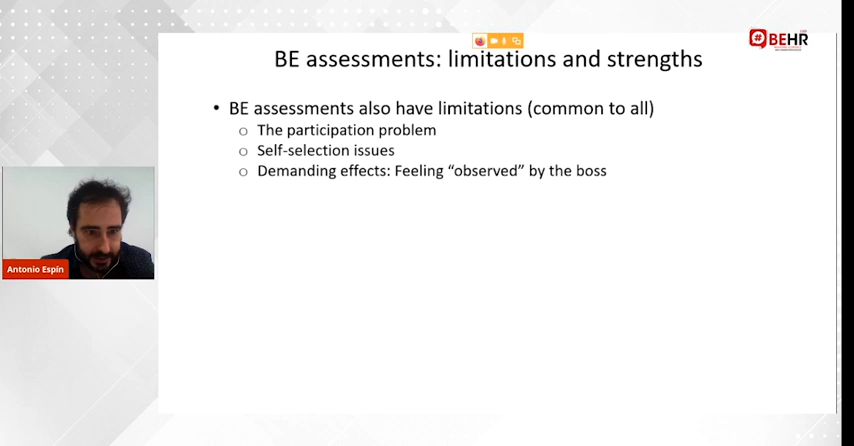 #BEHR
BE assessments: limitations and strengths
• BE assessments also have limitations (common to all)
o The participation problem
o Self-selection issues
o Demanding effects: Feeling “observed” by the boss
Antonio Espín